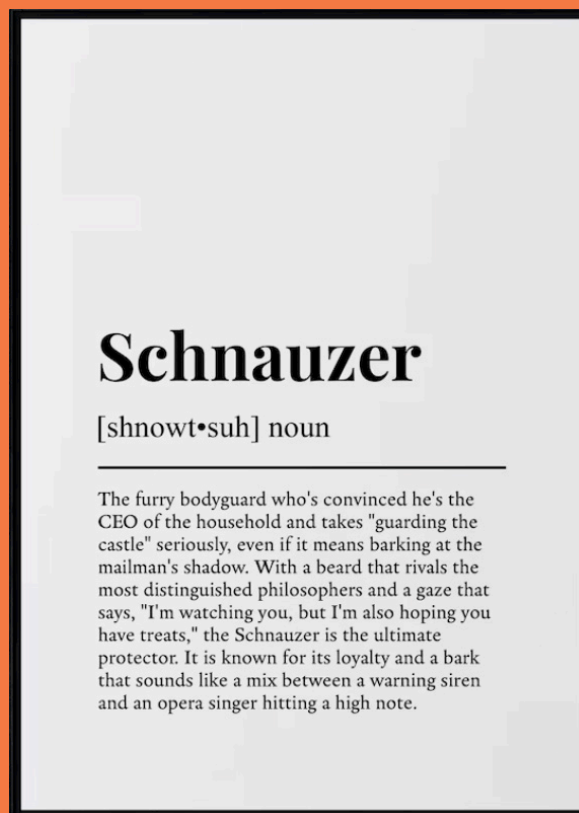 Schnauzer
[shnowt•suh] noun
The furry bodyguard who's convinced he's the
CEO of the household and takes "guarding the
castle" seriously, even if it means barking at the
mailman's shadow. With a beard that rivals the
most distinguished philosophers and a gaze that
says, "I'm watching you, but I'm also hoping you
have treats," the Schnauzer is the ultimate
protector. It is known for its loyalty and a bark
that sounds like a mix between a warning siren
and an opera singer hitting a high note.